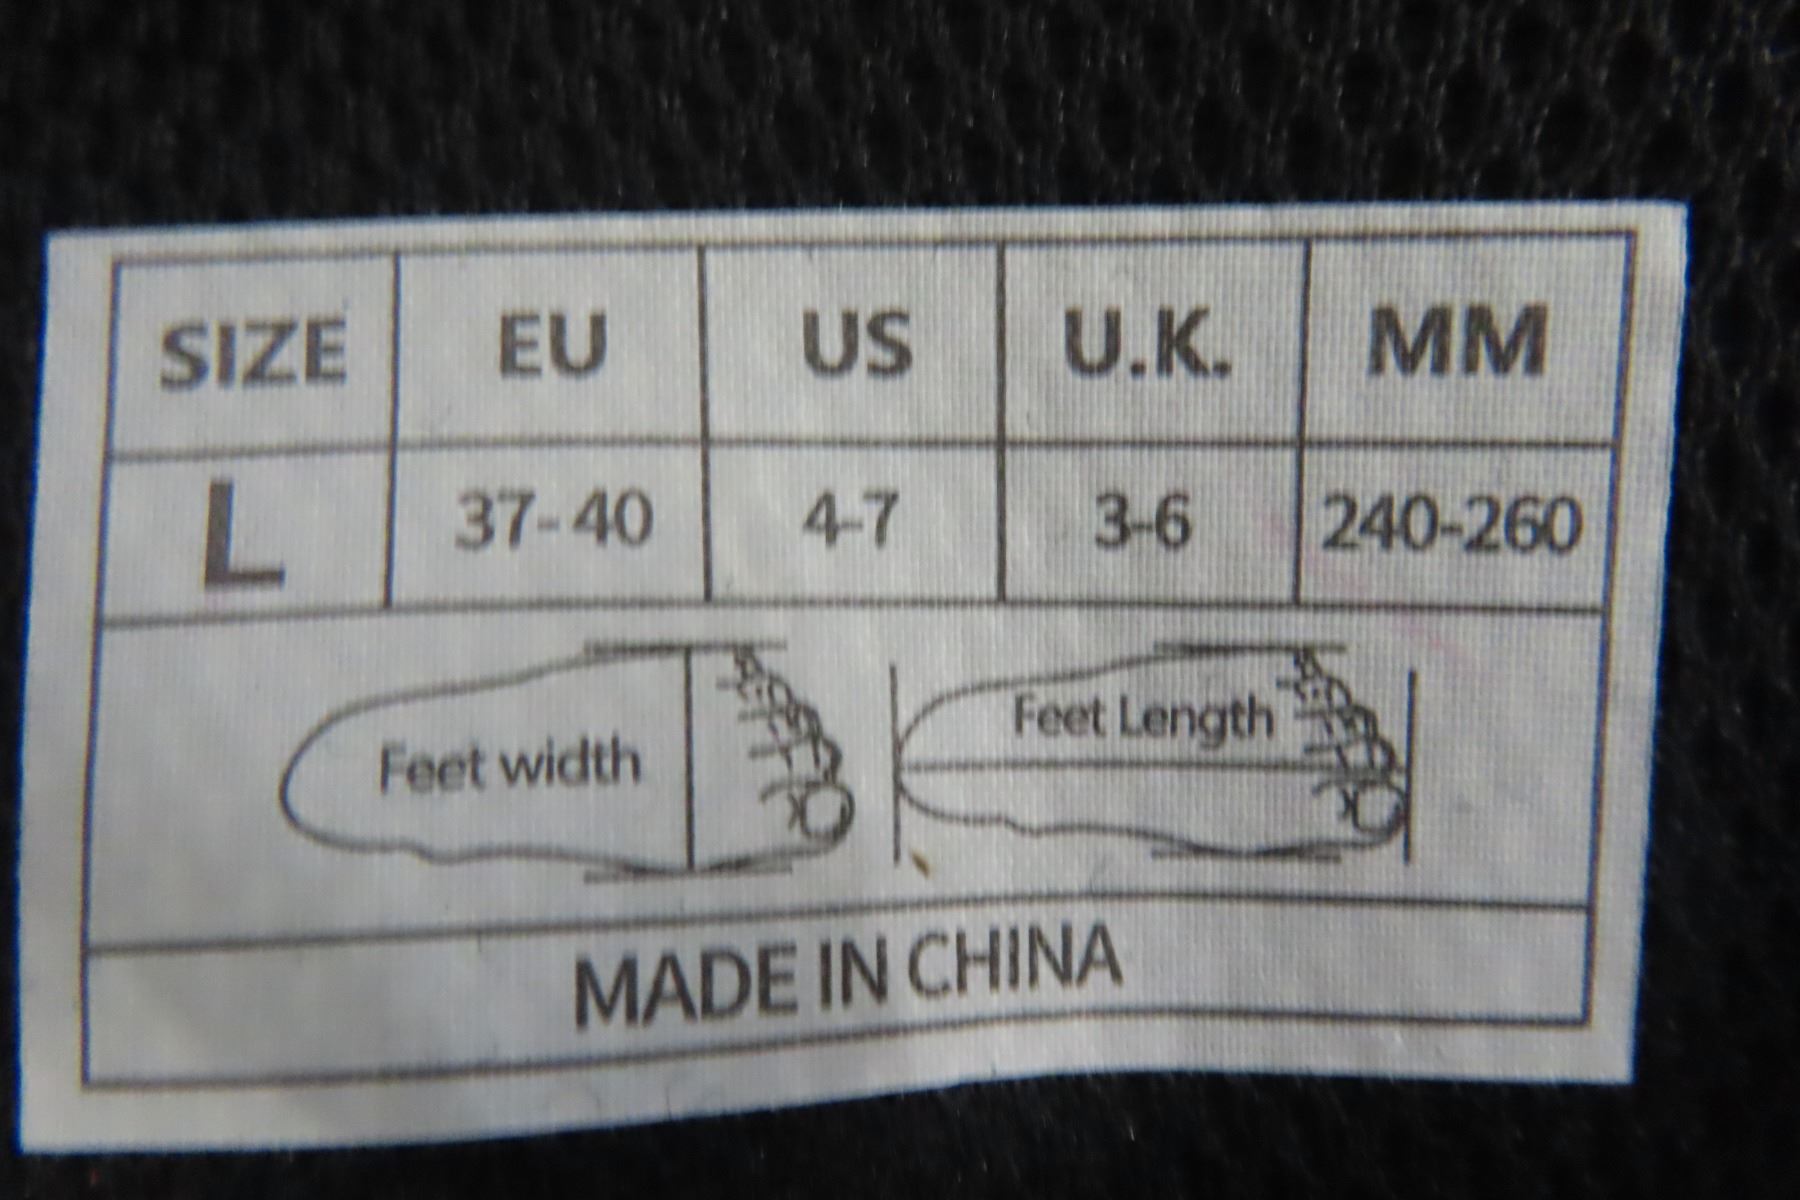 SIZE EU US U.K. MM
L 37-40 4-7 3-6 240-260
Feet width Feet Length
MADE IN CHINA